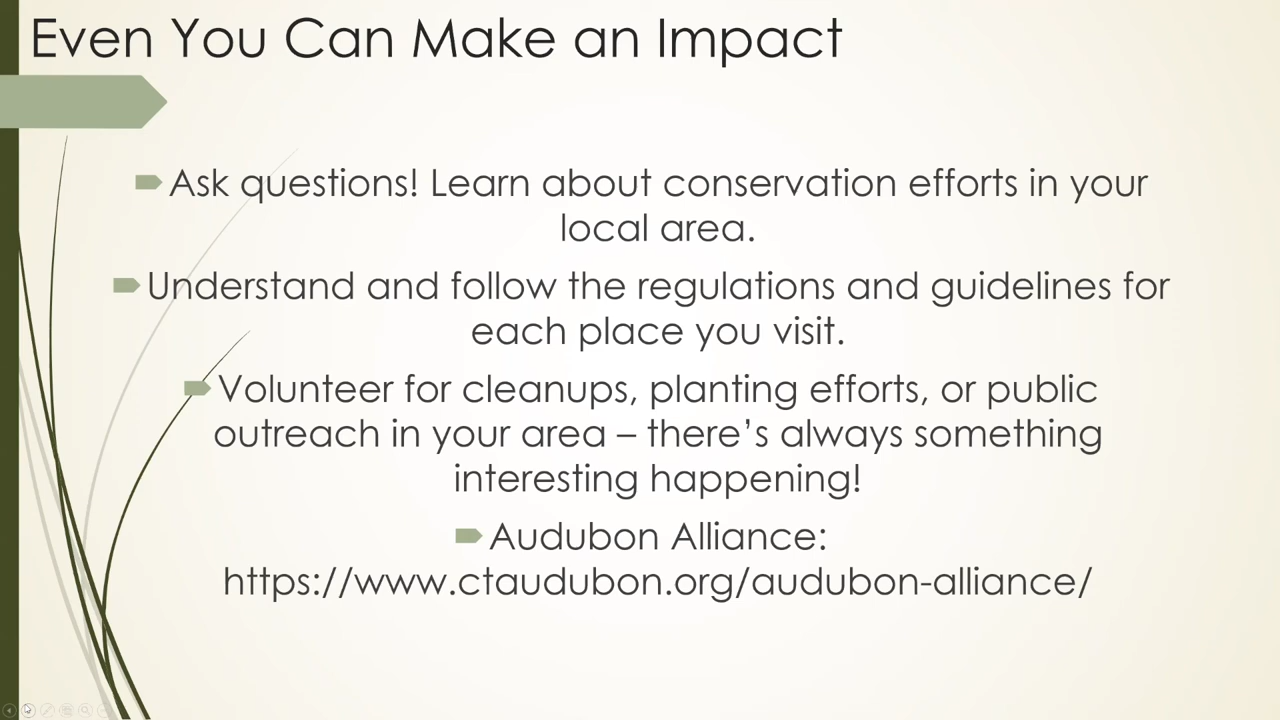 Even You Can Make an Impact
Ask questions! Learn about conservation efforts in your
local area.
Understand and follow the regulations and guidelines for
each place you visit.
Volunteer for cleanups, planting efforts, or public
outreach in your area – there’s always something
interesting happening!
Audubon Alliance:
https://www.ctaudubon.org/audubon-alliance/